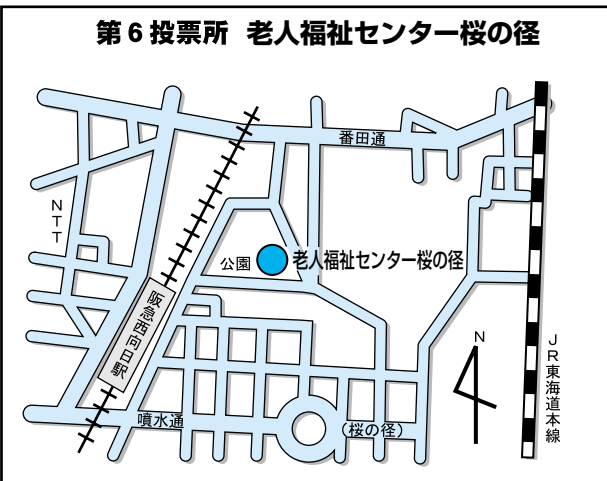 第6投票所 老人福祉センター桜の径
番田通
NTT
公園
老人福祉センター桜の径
阪急西向日駅
N
JR東海道本線
噴水通
(桜の径)